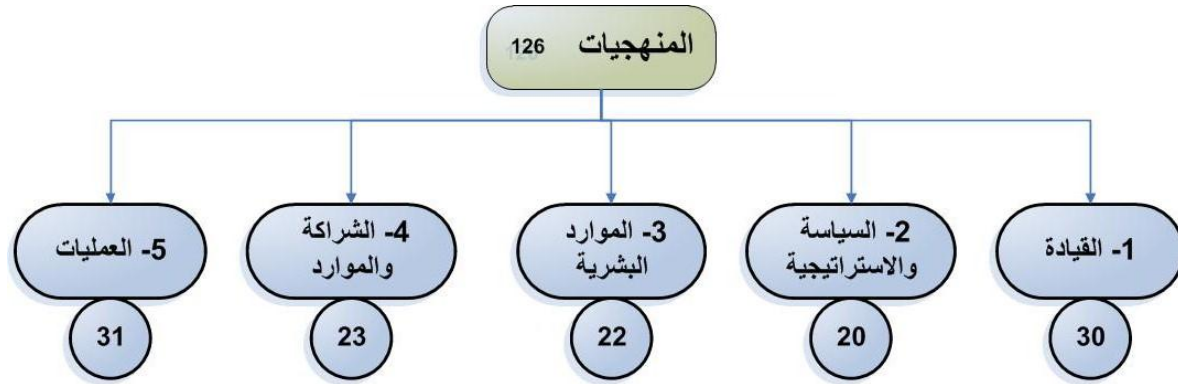 المنهجيات 126
1- القيادة
2- السياسة
والاستراتيجية
3- الموارد
البشرية
4- الشراكة
والموارد
5- العمليات
30
20
22
23
31